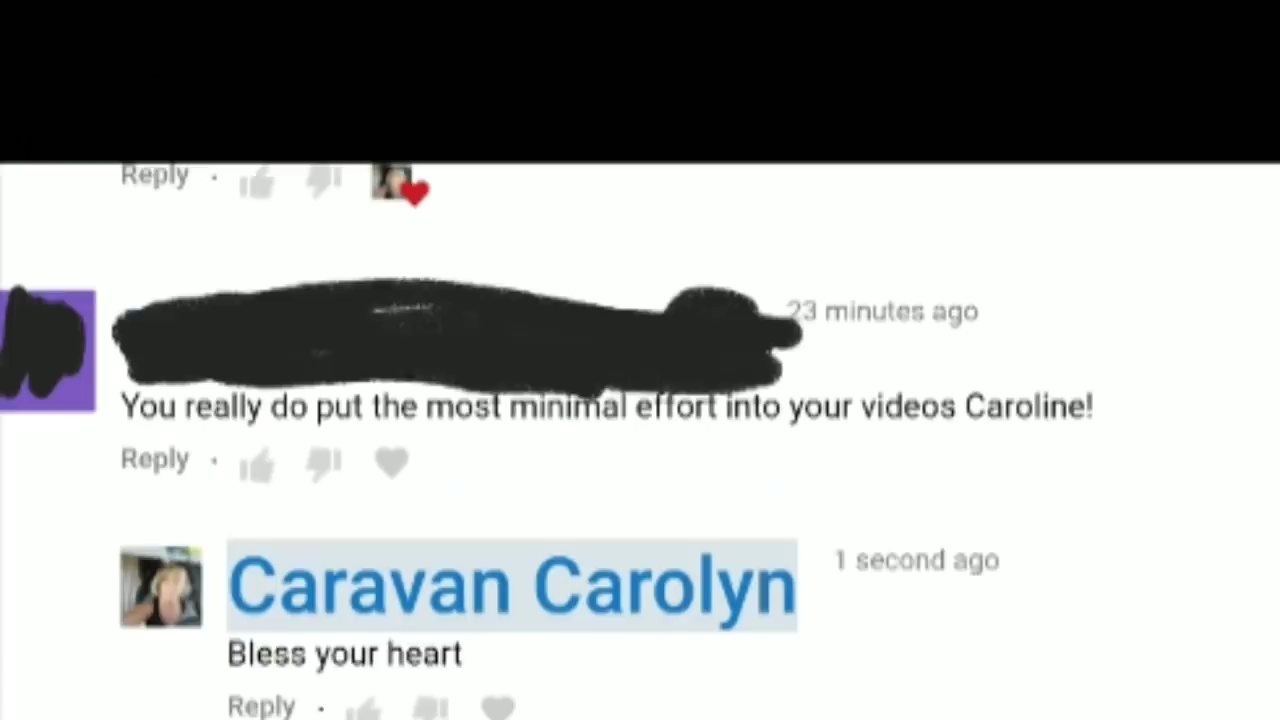 Reply ·
23 minutes ago
You really do put the most minimal effort into your videos Caroline!
Reply ·
Caravan Carolyn
1 second ago
Bless your heart
Reply ·